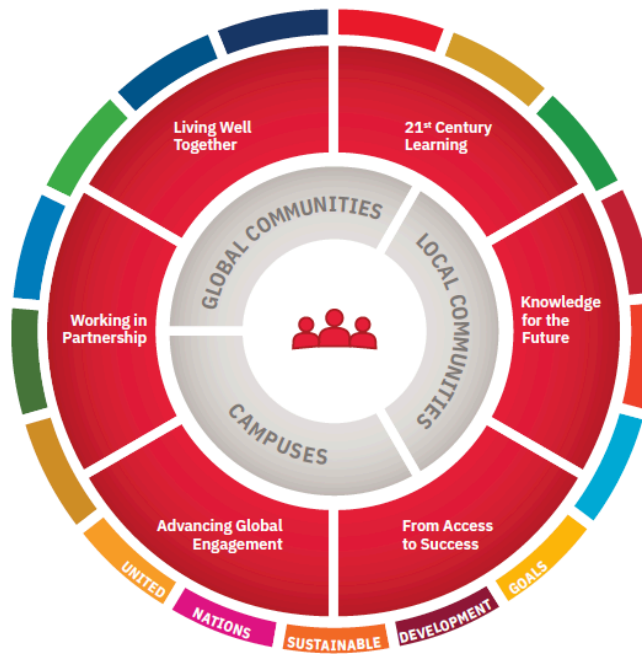 Living Well
Together
21st Century
Learning
Knowledge
for the
Future
From Access
to Success
Advancing Global
Engagement
Working in
Partnership
GLOBAL COMMUNITIES
LOCAL COMMUNITIES
CAMPUSES
UNITED NATIONS SUSTAINABLE DEVELOPMENT GOALS